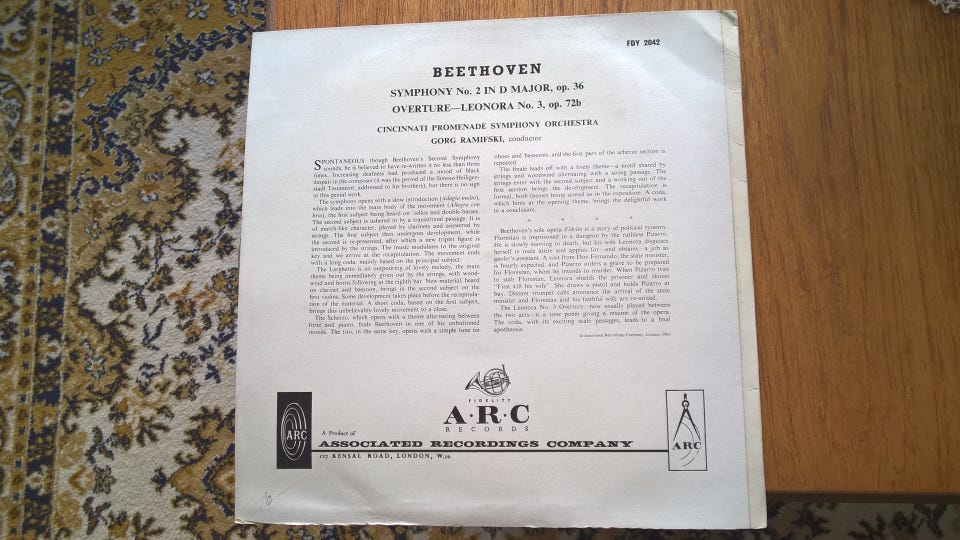 FDY 2042
BEETHOVEN
SYMPHONY No. 2 IN D MAJOR, op. 36
OVERTURE—LEONORA No. 3, op. 72b
CINCINNATI PROMENADE SYMPHONY ORCHESTRA
GORG RAMIFSKI, conductor
SPONTANEOUS though Beethoven's Second Symphony
sounds, he is believed to have re-written it no less than three
times. Increasing deafness had produced a mood of black
despair in the composer (it was the period of the famous Heiligen-
stadt Testament, addressed to his brothers), but there is no sign
in this genial work.
The symphony opens with a slow introduction (Adagio molto),
which leads into the main body of the movement (Allegro con
brio), the first subject being heard on 'cellos and double-basses.
The second subject is ushered in by a transitional passage. It is
of march-like character, played by clarinets and answered by
strings. The first subject then undergoes development, while
the second is re-presented, after which a new triplet figure is
introduced by the strings. The music modulates to the original
key and we arrive at the recapitulation. The movement ends
with a long coda, mainly based on the principal subject.
The Larghetto is an outpouring of lovely melody, the main
theme being immediately given out by the strings, with wood-
wind and horns following at the eighth bar. New material, heard
on clarinet and bassoon, brings in the second subject on the
first violins. Some development takes place before the recapitula-
tion of the material. A short coda, based on the first subject,
brings this unbelievably lovely movement to a close.
The Scherzo, which opens with a theme alternating between
forte and piano, finds Beethoven in one of his unbuttoned
moods. The trio, in the same key, opens with a simple tune on
oboes and bassoons, and the first part of the scherzo section is
repeated.
The finale leads off with a lively theme—a motif shared by
strings and woodwind alternating with a string passage. The
strings enter with the second subject and a working out of the
first section brings the development. The recapitulation is
formal, both themes being scored as in the exposition. A coda,
which hints at the opening theme, brings the delightful work
to a conclusion.
* * * *
Beethoven's sole opera Fidelio is a story of political tyranny.
Florestan is imprisoned in a dungeon by the ruthless Pizarro.
He is slowly starving to death, but his wife Leonora disguises
herself in male attire and applies for—and obtains—a job as
gaoler's assistant. A visit from Don Fernando, the state minister,
is hourly expected, and Pizarro orders a grave to be prepared
for Florestan, whom he intends to murder. When Pizarro tries
to stab Florestan, Leonora shields the prisoner and shouts
"First kill his wife". She draws a pistol and holds Pizarro at
bay. Distant trumpet calls announce the arrival of the state
minister and Florestan and his faithful wife are re-united.
The Leonora No. 3 Overture—now usually played between
the two acts—is a tone poem giving a resume of the opera.
The coda, with its exciting scale passages, leads to a final
apotheosis.
© Associated Recordings Company, London,
FIDELITY
A·R·C
RECORDS
ARC
A Product of
ASSOCIATED RECORDINGS COMPANY
127 KENSAL ROAD, LONDON, W.10
ARC